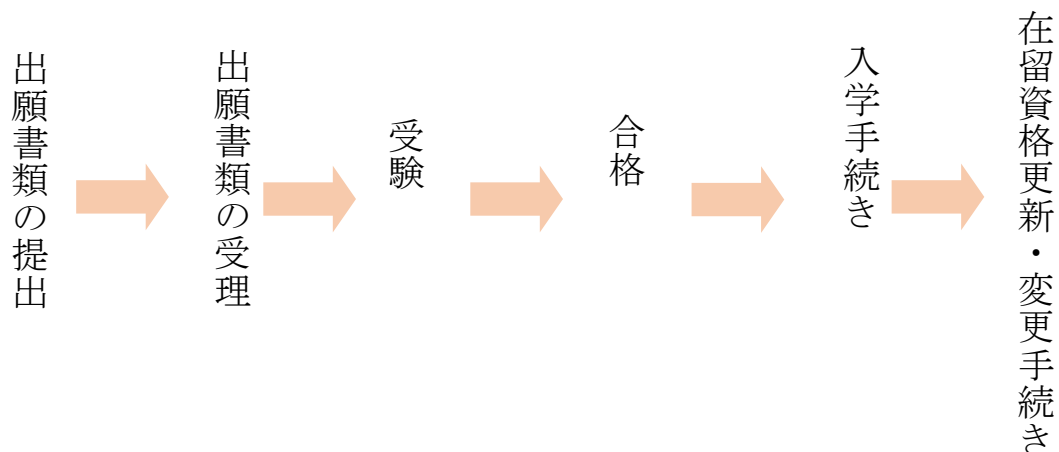 出願書類の提出
出願書類の受理
受験
合格
入学手続き
在留資格更新・変更手続き